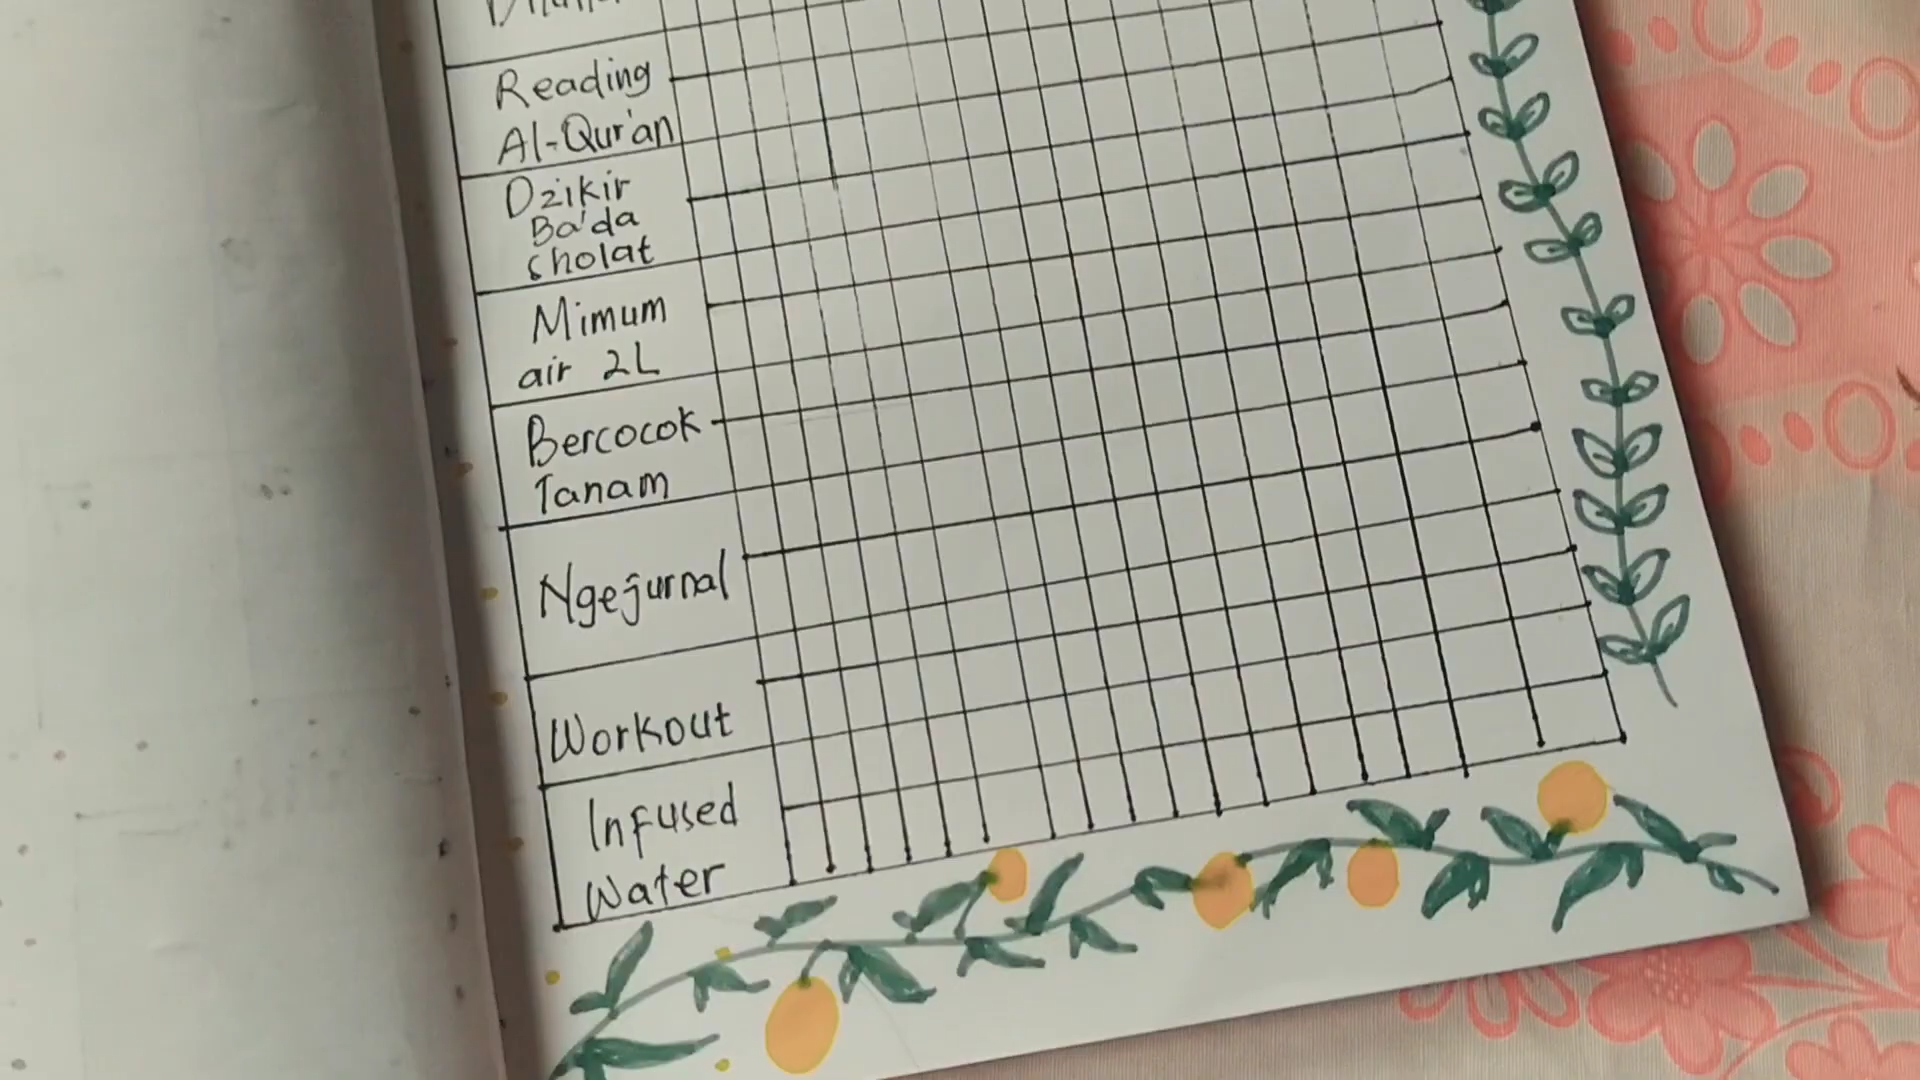 Reading
Al-Qur'an
Dzikir
Ba'da
sholat
Mimum
air 2L
Bercocok
Tanam
Ngejurnal
Workout
Infused
Water